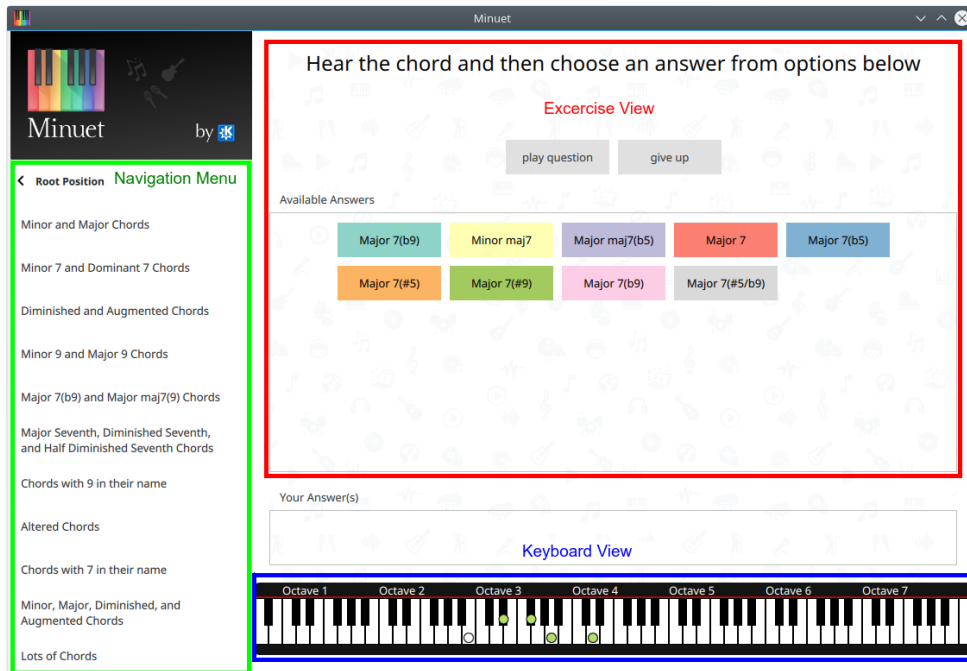 Minuet
Minuet
by K
Root Position
Navigation Menu
Minor and Major Chords
Minor 7 and Dominant 7 Chords
Diminished and Augmented Chords
Minor 9 and Major 9 Chords
Major 7(b9) and Major maj7(9) Chords
Major Seventh, Diminished Seventh,
and Half Diminished Seventh Chords
Chords with 9 in their name
Altered Chords
Chords with 7 in their name
Minor, Major, Diminished, and
Augmented Chords
Lots of Chords
Hear the chord and then choose an answer from options below
Excercise View
play question give up
Available Answers
Major 7(b9) Minor maj7 Major maj7(b5) Major 7 Major 7(b5)
Major 7(#5) Major 7(#9) Major 7(b9) Major 7(#5/b9)
Your Answer(s)
Keyboard View
Octave 1 Octave 2 Octave 3 Octave 4 Octave 5 Octave 6 Octave 7